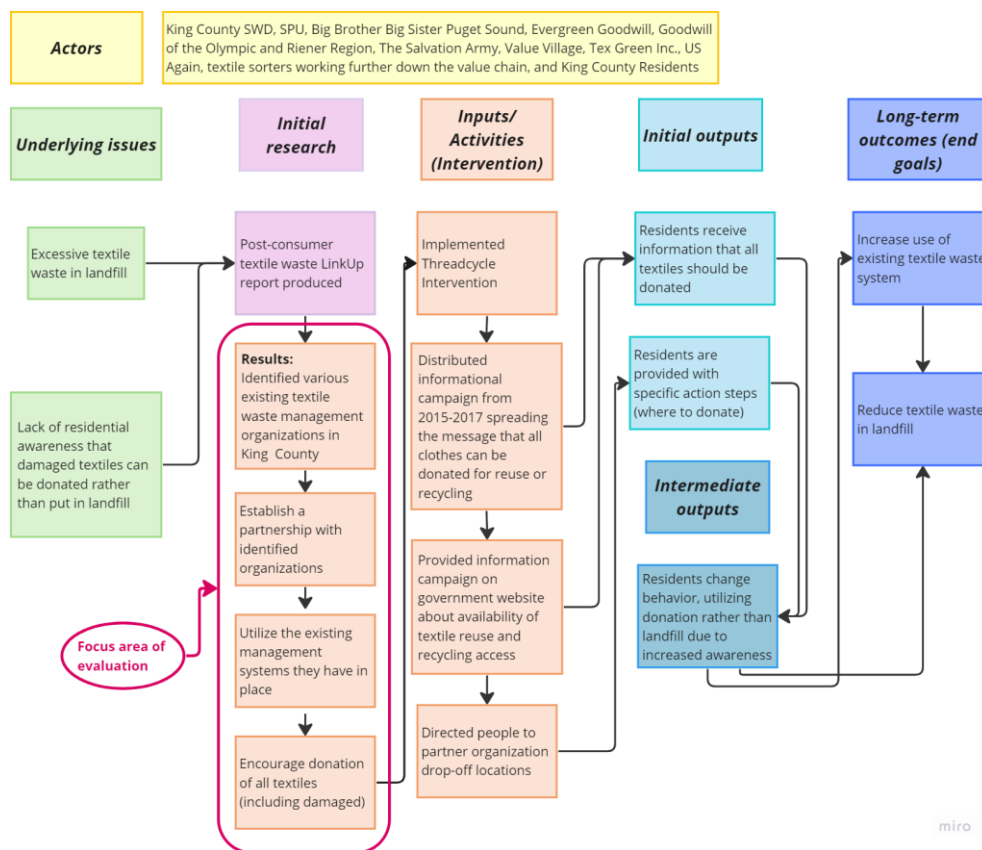 Actors
King County SWD, SPU, Big Brother Big Sister Puget Sound, Evergreen Goodwill, Goodwill
of the Olympic and Riener Region, The Salvation Army, Value Village, Tex Green Inc., US
Again, textile sorters working further down the value chain, and King County Residents
Underlying issues
Initial
research
Inputs/
Activities
(Intervention)
Initial outputs
Long-term
outcomes (end
goals)
Excessive textile
waste in landfill
Lack of residential
awareness that
damaged textiles can
be donated rather
than put in landfill
Post-consumer
textile waste LinkUp
report produced
Results:
Identified various
existing textile
waste management
organizations in
King County
Establish a
partnership with
identified
organizations
Utilize the existing
management
systems they have in
place
Encourage donation
of all textiles
(including damaged)
Focus area of
evaluation
Implemented
Threadcycle
Intervention
Distributed
informational
campaign from
2015-2017 spreading
the message that all
clothes can be
donated for reuse or
recycling
Provided information
campaign on
government website
about availability of
textile reuse and
recycling access
Directed people to
partner organization
drop-off locations
Residents receive
information that all
textiles should be
donated
Residents are
provided with
specific action steps
(where to donate)
Intermediate
outputs
Residents change
behavior, utilizing
donation rather than
landfill due to
increased awareness
Increase use of
existing textile waste
system
Reduce textile waste
in landfill
miro